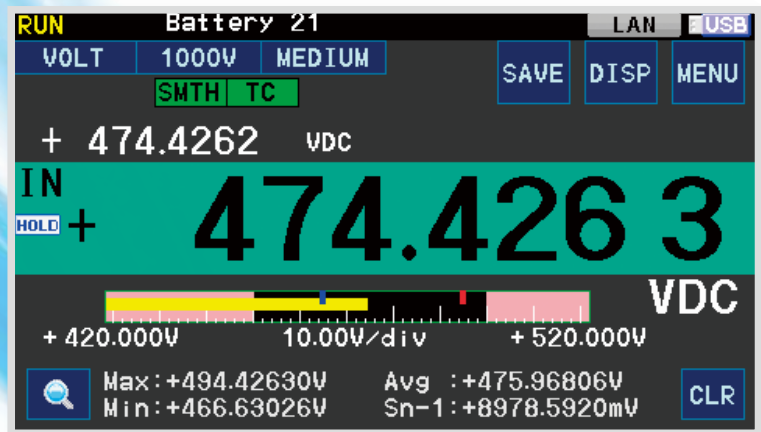 RUN Battery 21 LAN USB
VOLT 1000V MEDIUM SAVE DISP MENU
SMTH TC
+ 474.4262 VDC
IN
HOLD + 474.426 3
VDC
+ 420.000V 10.00V/div + 520.000V
Max:+494.42630V Avg :+475.96806V
Min:+466.63026V Sn-1:+8978.5920mV CLR